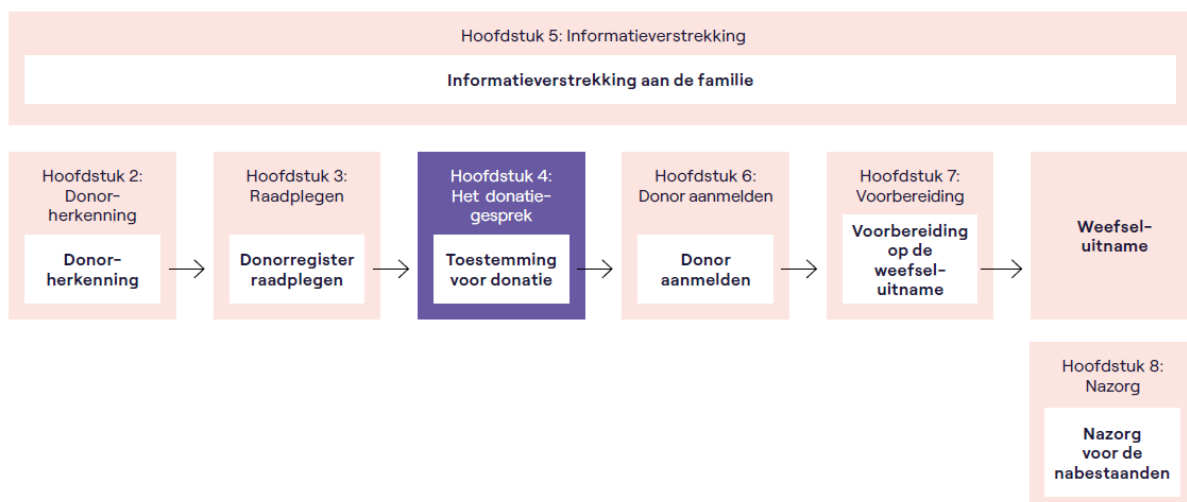 Hoofdstuk 5: Informatieverstrekking
Informatieverstrekking aan de familie
Hoofdstuk 2:
Donor-
herkenning
Donor-
herkenning
Hoofdstuk 3:
Raadplegen
Donorregister
raadplegen
Hoofdstuk 4:
Het donatie-
gesprek
Toestemming
voor donatie
Hoofdstuk 6:
Donor aanmelden
Donor
aanmelden
Hoofdstuk 7:
Voorbereiding
Voorbereiding
op de
weefsel-
uitname
Weefsel-
uitname
Hoofdstuk 8:
Nazorg
Nazorg
voor de
nabestaanden